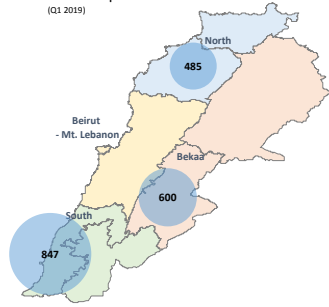 (Q1 2019)
North
485
Beirut
- Mt. Lebanon
Bekaa
600
South
847